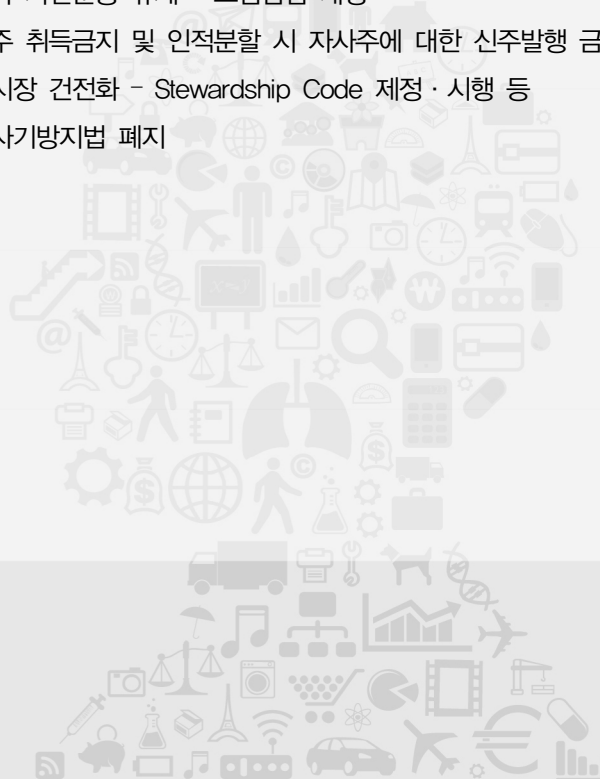 주 취득금지 및 인적분할 시 자사주에 대한 신주발행 금
시장 건전화 - Stewardship Code 제정 · 시행 등
사기방지법 폐지